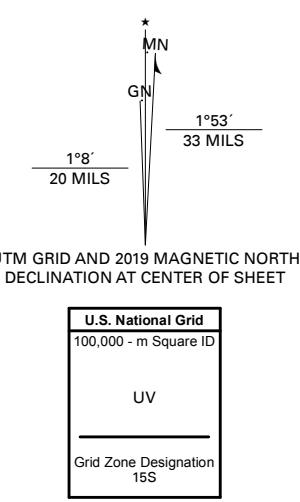 ★
MN
GN
1°53´
33 MILS
1°8´
20 MILS
UTM GRID AND 2019 MAGNETIC NORTH
DECLINATION AT CENTER OF SHEET
U.S. National Grid
100,000 - m Square ID
UV
Grid Zone Designation
15S